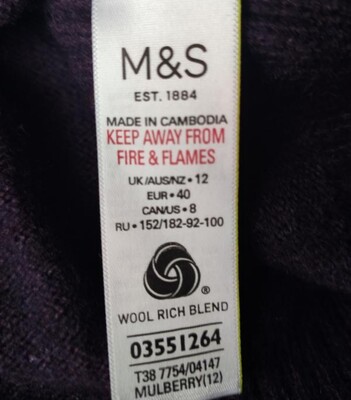 M&S
EST. 1884
MADE IN CAMBODIA
KEEP AWAY FROM
FIRE & FLAMES
UK/AUS/NZ • 12
EUR • 40
CAN/US • 8
RU • 152/182-92-100
®
WOOL RICH BLEND
03551264
T38 7754/04147
MULBERRY(12)